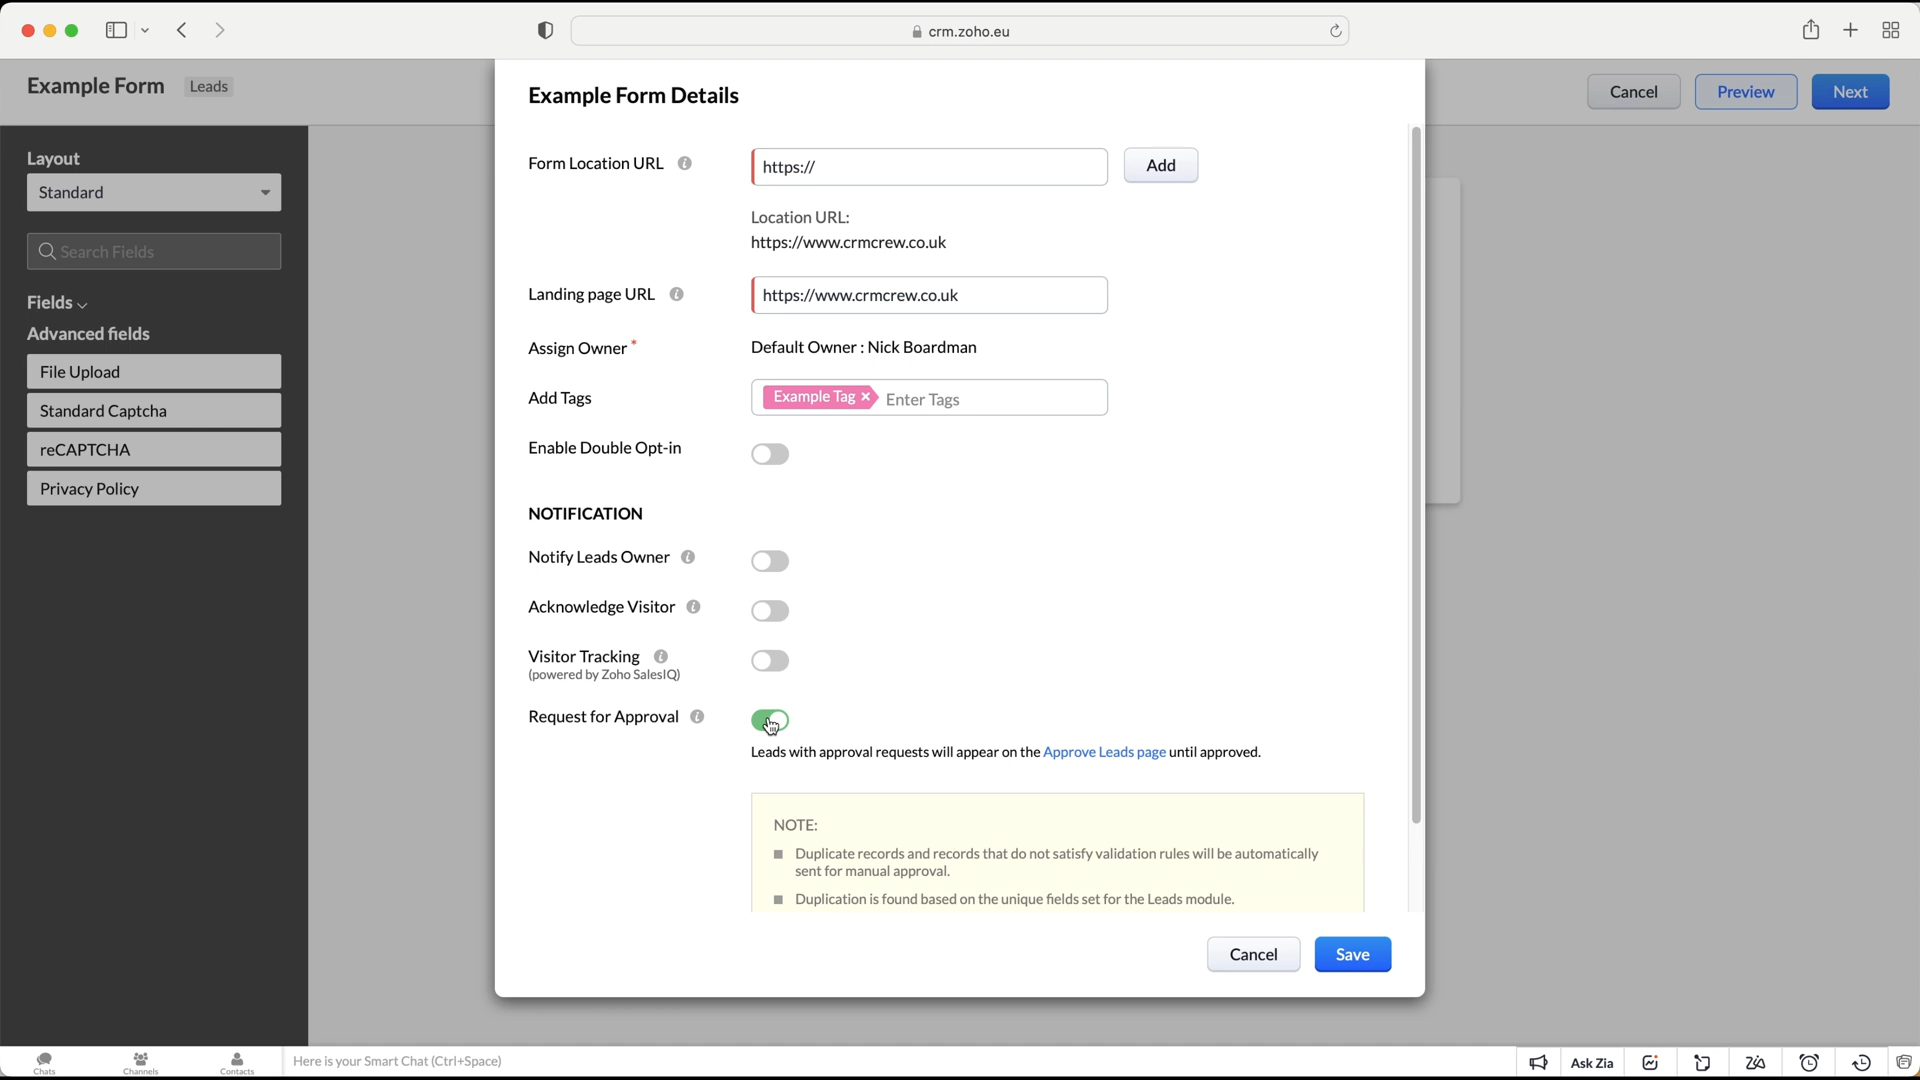 crm.zoho.eu
Example Form Leads
Cancel Preview Next
Layout
Standard
Search Fields
Fields
Advanced fields
File Upload
Standard Captcha
reCAPTCHA
Privacy Policy
Example Form Details
Form Location URL https:// Add
Location URL:
https://www.crmcrew.co.uk
Landing page URL https://www.crmcrew.co.uk
Assign Owner * Default Owner : Nick Boardman
Add Tags Example Tag × Enter Tags
Enable Double Opt-in
NOTIFICATION
Notify Leads Owner
Acknowledge Visitor
Visitor Tracking
(powered by Zoho SalesIQ)
Request for Approval
Leads with approval requests will appear on the Approve Leads page until approved.
NOTE:
Duplicate records and records that do not satisfy validation rules will be automatically
sent for manual approval.
Duplication is found based on the unique fields set for the Leads module.
Cancel Save
Chats Channels Contacts Here is your Smart Chat (Ctrl+Space) Ask Zia